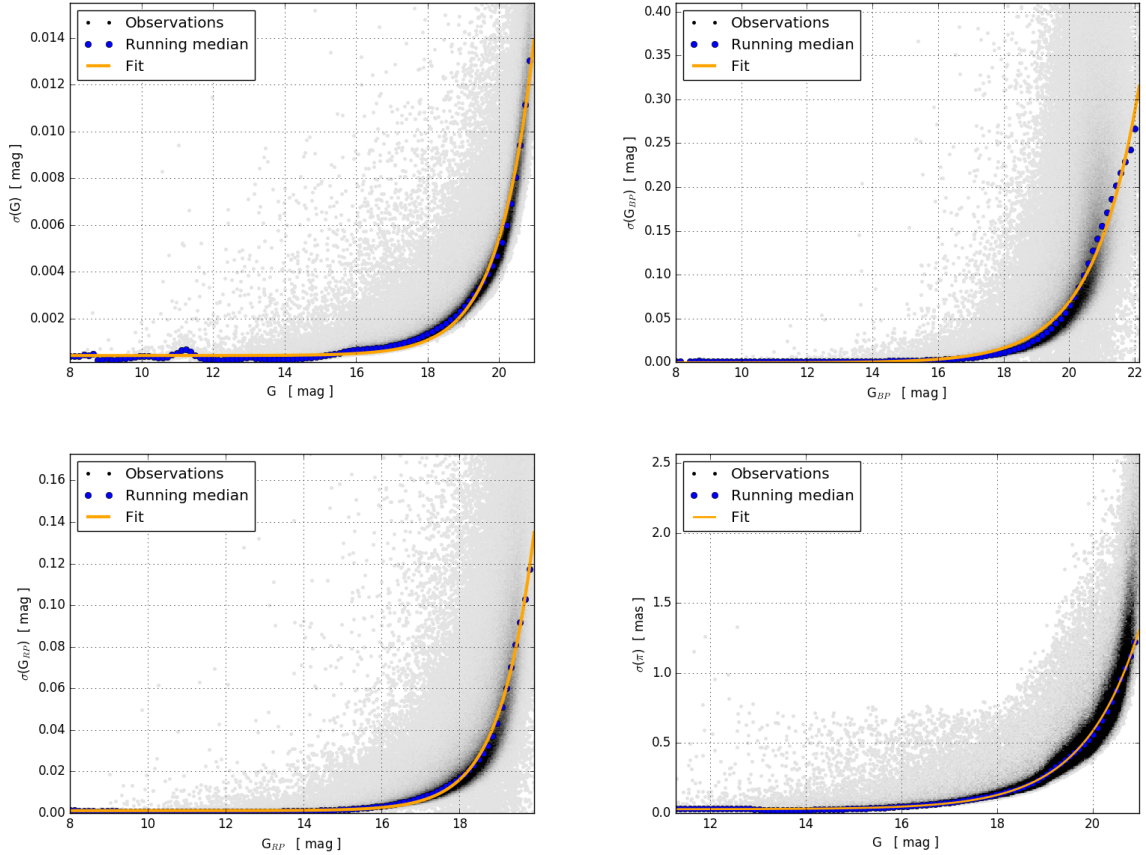 0.014
0.012
0.010
0.008
0.006
0.004
0.002
σ(G) [ mag ]
Observations
Running median
Fit
8 10 12 14 16 18 20
G [ mag ]
0.40
0.30
0.25
0.20
0.15
0.10
0.05
0.00
σ(G_BP) [ mag ]
Observations
Running median
Fit
8 10 12 14 16 18 20 22
G_BP [ mag ]
0.16
0.14
0.12
0.10
0.08
0.06
0.04
0.02
0.00
σ(G_RP) [ mag ]
Observations
Running median
Fit
8 10 12 14 16 18
G_RP [ mag ]
2.5
2.0
1.5
1.0
0.5
0.0
σ(π) [ mas ]
Observations
Running median
Fit
12 14 16 18 20
G [ mag ]